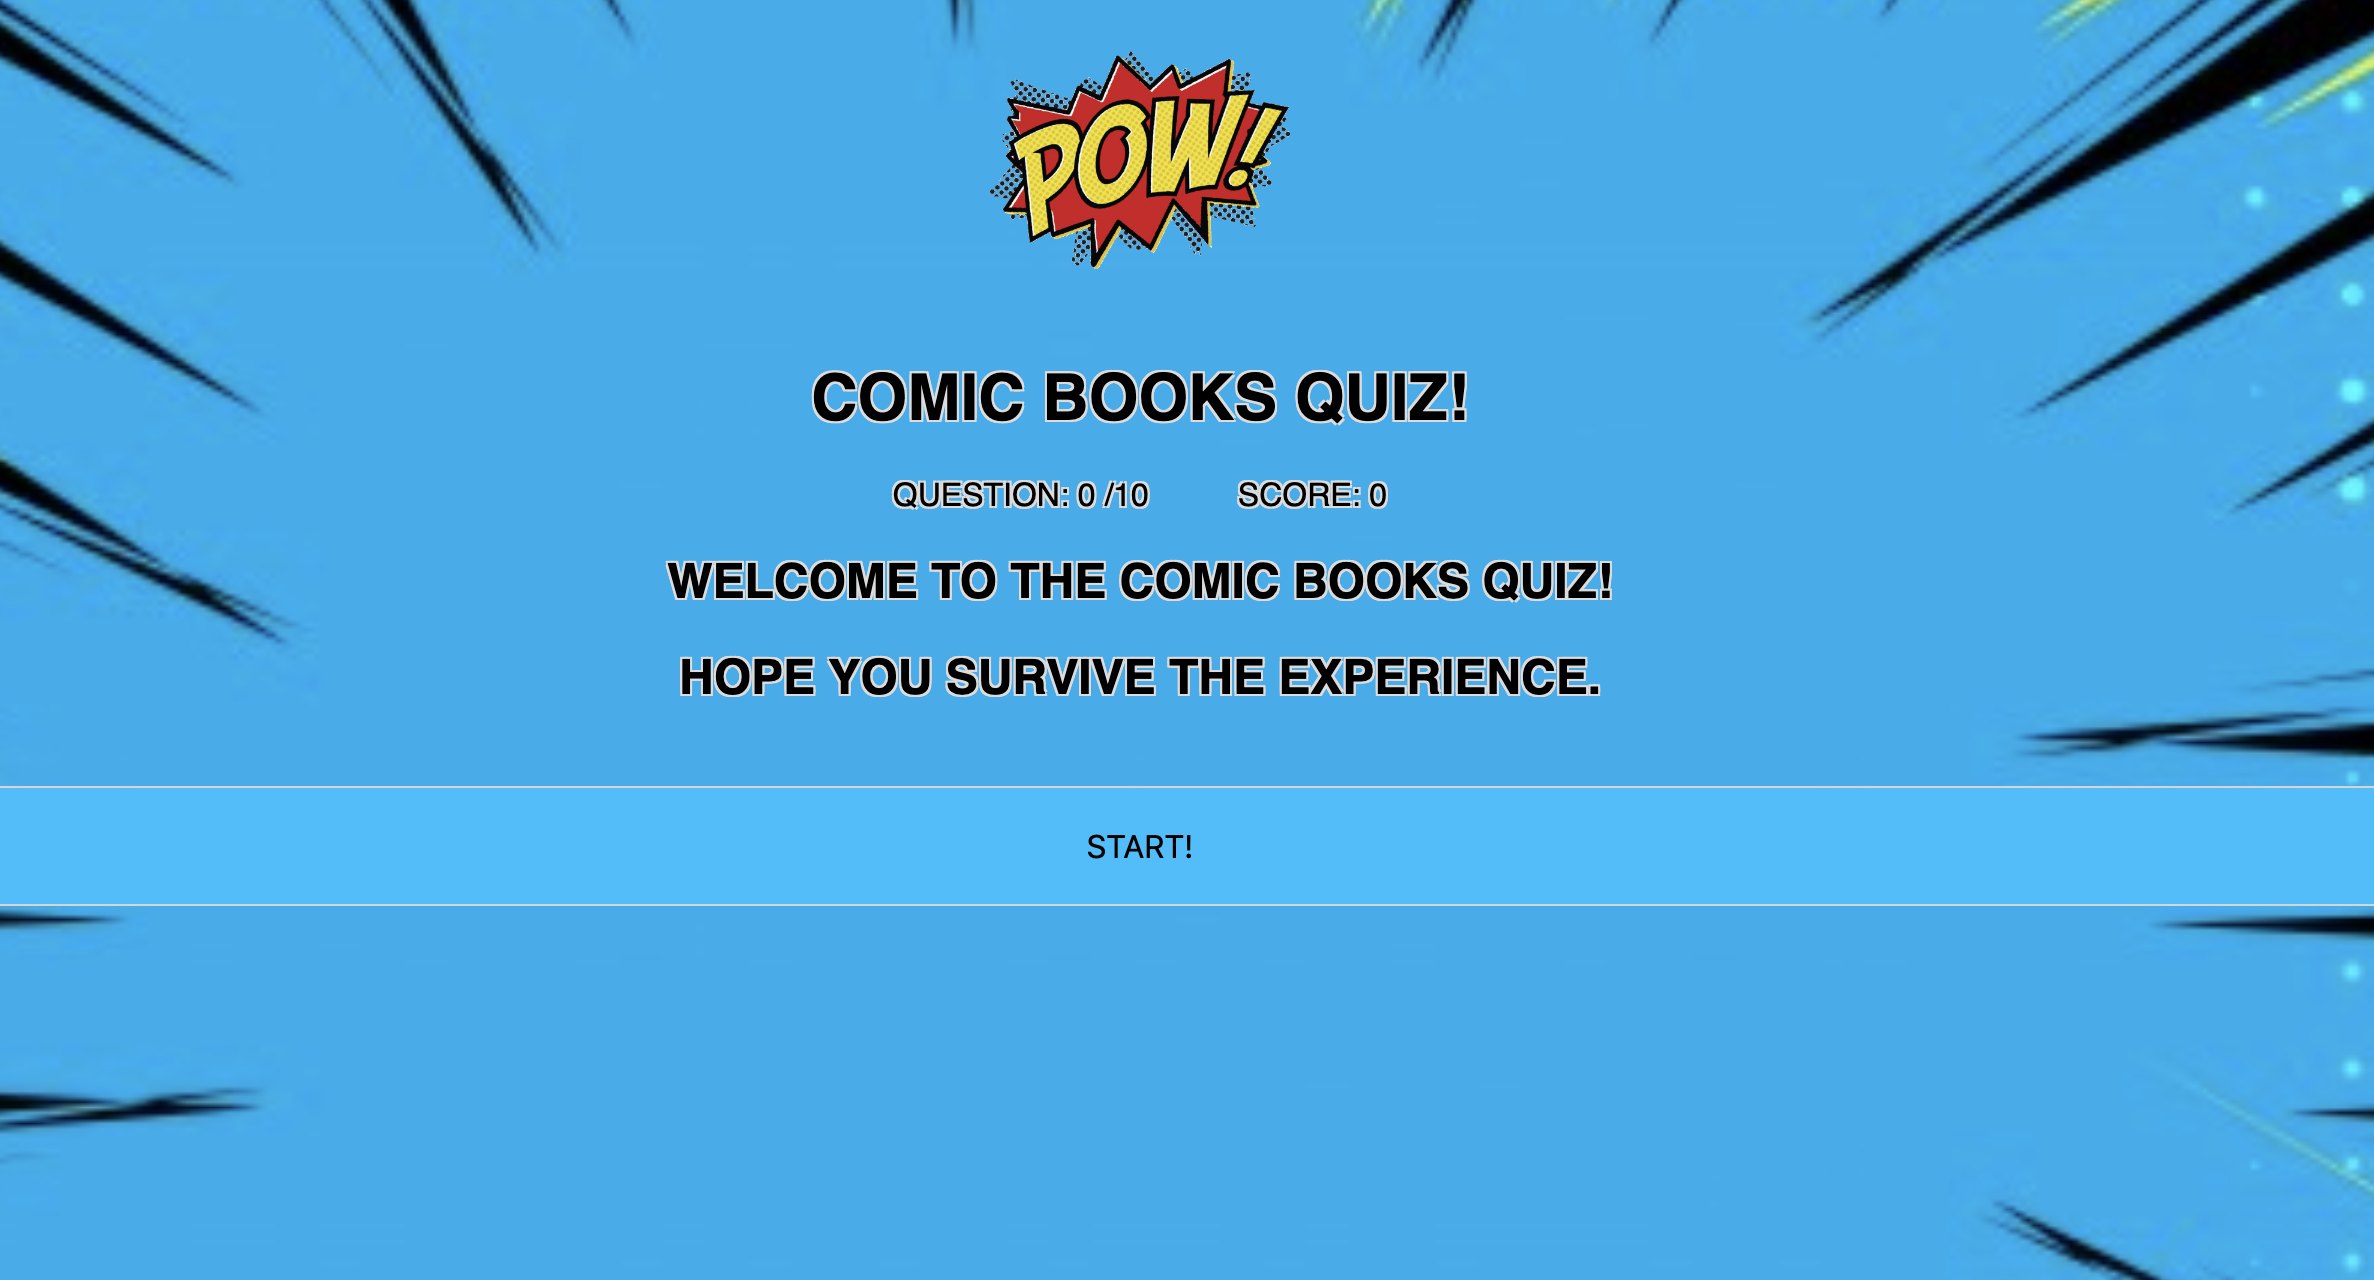 POW!
COMIC BOOKS QUIZ!
QUESTION: 0 /10 SCORE: 0
WELCOME TO THE COMIC BOOKS QUIZ!
HOPE YOU SURVIVE THE EXPERIENCE.
START!